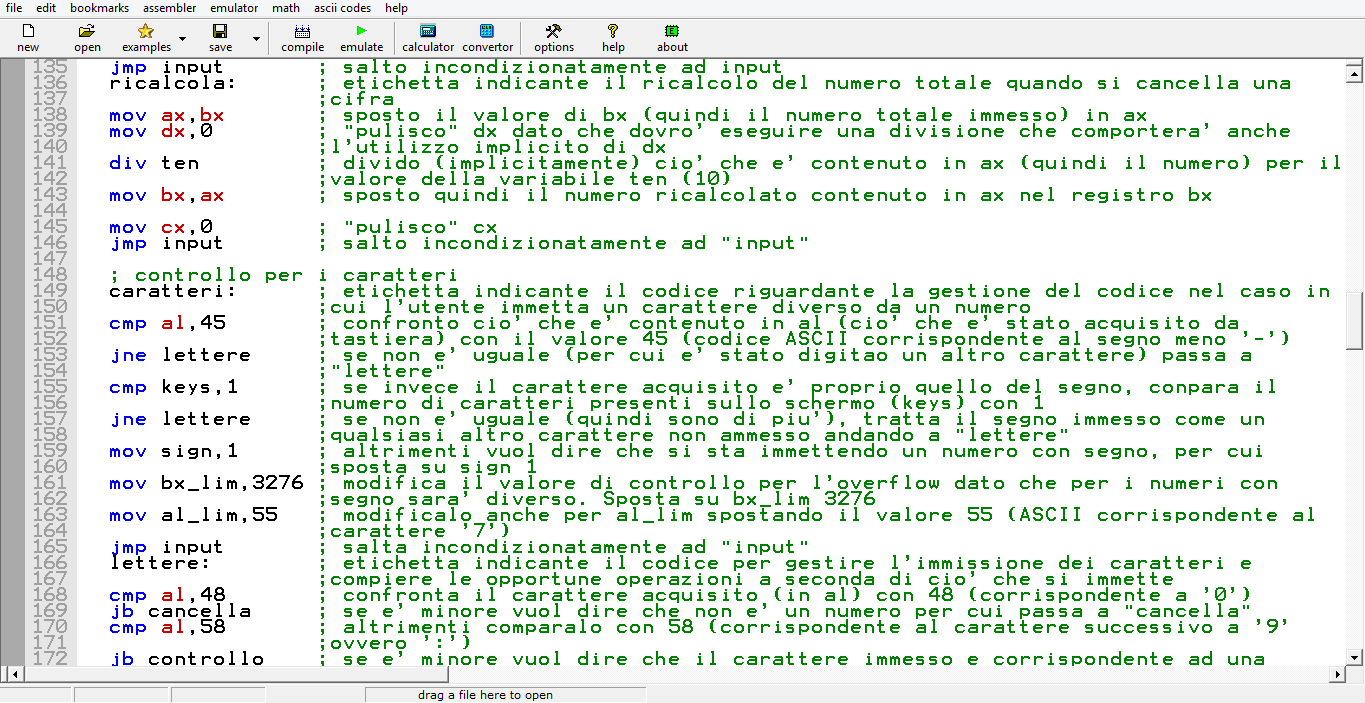 file edit bookmarks assembler emulator math ascii codes help
new open examples save compile emulate calculator convertor options help about
135 jmp input ; salto incondizionatamente ad input
136 ricalcola: ; etichetta indicante il ricalcolo del numero totale quando si cancella una
137 ;cifra
138 mov ax,bx ; sposto il valore di bx (quindi il numero totale immesso) in ax
139 mov dx,0 ; "pulisco" dx dato che dovro' eseguire una divisione che comportera' anche
140 ;l'utilizzo implicito di dx
141 div ten ; divido (implicitamente) cio' che e' contenuto in ax (quindi il numero) per il
142 ;valore della variabile ten (10)
143 mov bx,ax ; sposto quindi il numero ricalcolato contenuto in ax nel registro bx
144
145 mov cx,0 ; "pulisco" cx
146 jmp input ; salto incondizionatamente ad "input"
147
148 ; controllo per i caratteri
149 caratteri: ; etichetta indicante il codice riguardante la gestione del codice nel caso in
150 ;cui l'utente immetta un carattere diverso da un numero
151 cmp al,45 ; confronto cio' che e' contenuto in al (cio' che e' stato acquisito da
152 ;tastiera) con il valore 45 (codice ASCII corrispondente al segno meno '-')
153 jne lettere ; se non e' uguale (per cui e' stato digitao un altro carattere) passa a
154 ;"lettere"
155 cmp keys,1 ; se invece il carattere acquisito e' proprio quello del segno, conpara il
156 ;numero di caratteri presenti sullo schermo (keys) con 1
157 jne lettere ; se non e' uguale (quindi sono di piu'), tratta il segno immesso come un
158 ;qualsiasi altro carattere non ammesso andando a "lettere"
159 mov sign,1 ; altrimenti vuol dire che si sta immettendo un numero con segno, per cui
160 ;sposta su sign 1
161 mov bx_lim,3276 ; modifica il valore di controllo per l'overflow dato che per i numeri con
162 ;segno sara' diverso. Sposta su bx_lim 3276
163 mov al_lim,55 ; modificalo anche per al_lim spostando il valore 55 (ASCII corrispondente al
164 ;carattere '7')
165 jmp input ; salta incondizionatamente ad "input"
166 lettere: ; etichetta indicante il codice per gestire l'immissione dei caratteri e
167 ;compiere le opportune operazioni a seconda di cio' che si immette
168 cmp al,48 ; confronta il carattere acquisito (in al) con 48 (corrispondente a '0')
169 jb cancella ; se e' minore vuol dire che non e' un numero per cui passa a "cancella"
170 cmp al,58 ; altrimenti comparalo con 58 (corrispondente al carattere successivo a '9'
171 ;ovvero ':')
172 jb controllo ; se e' minore vuol dire che il carattere immesso e corrispondente ad una
drag a file here to open